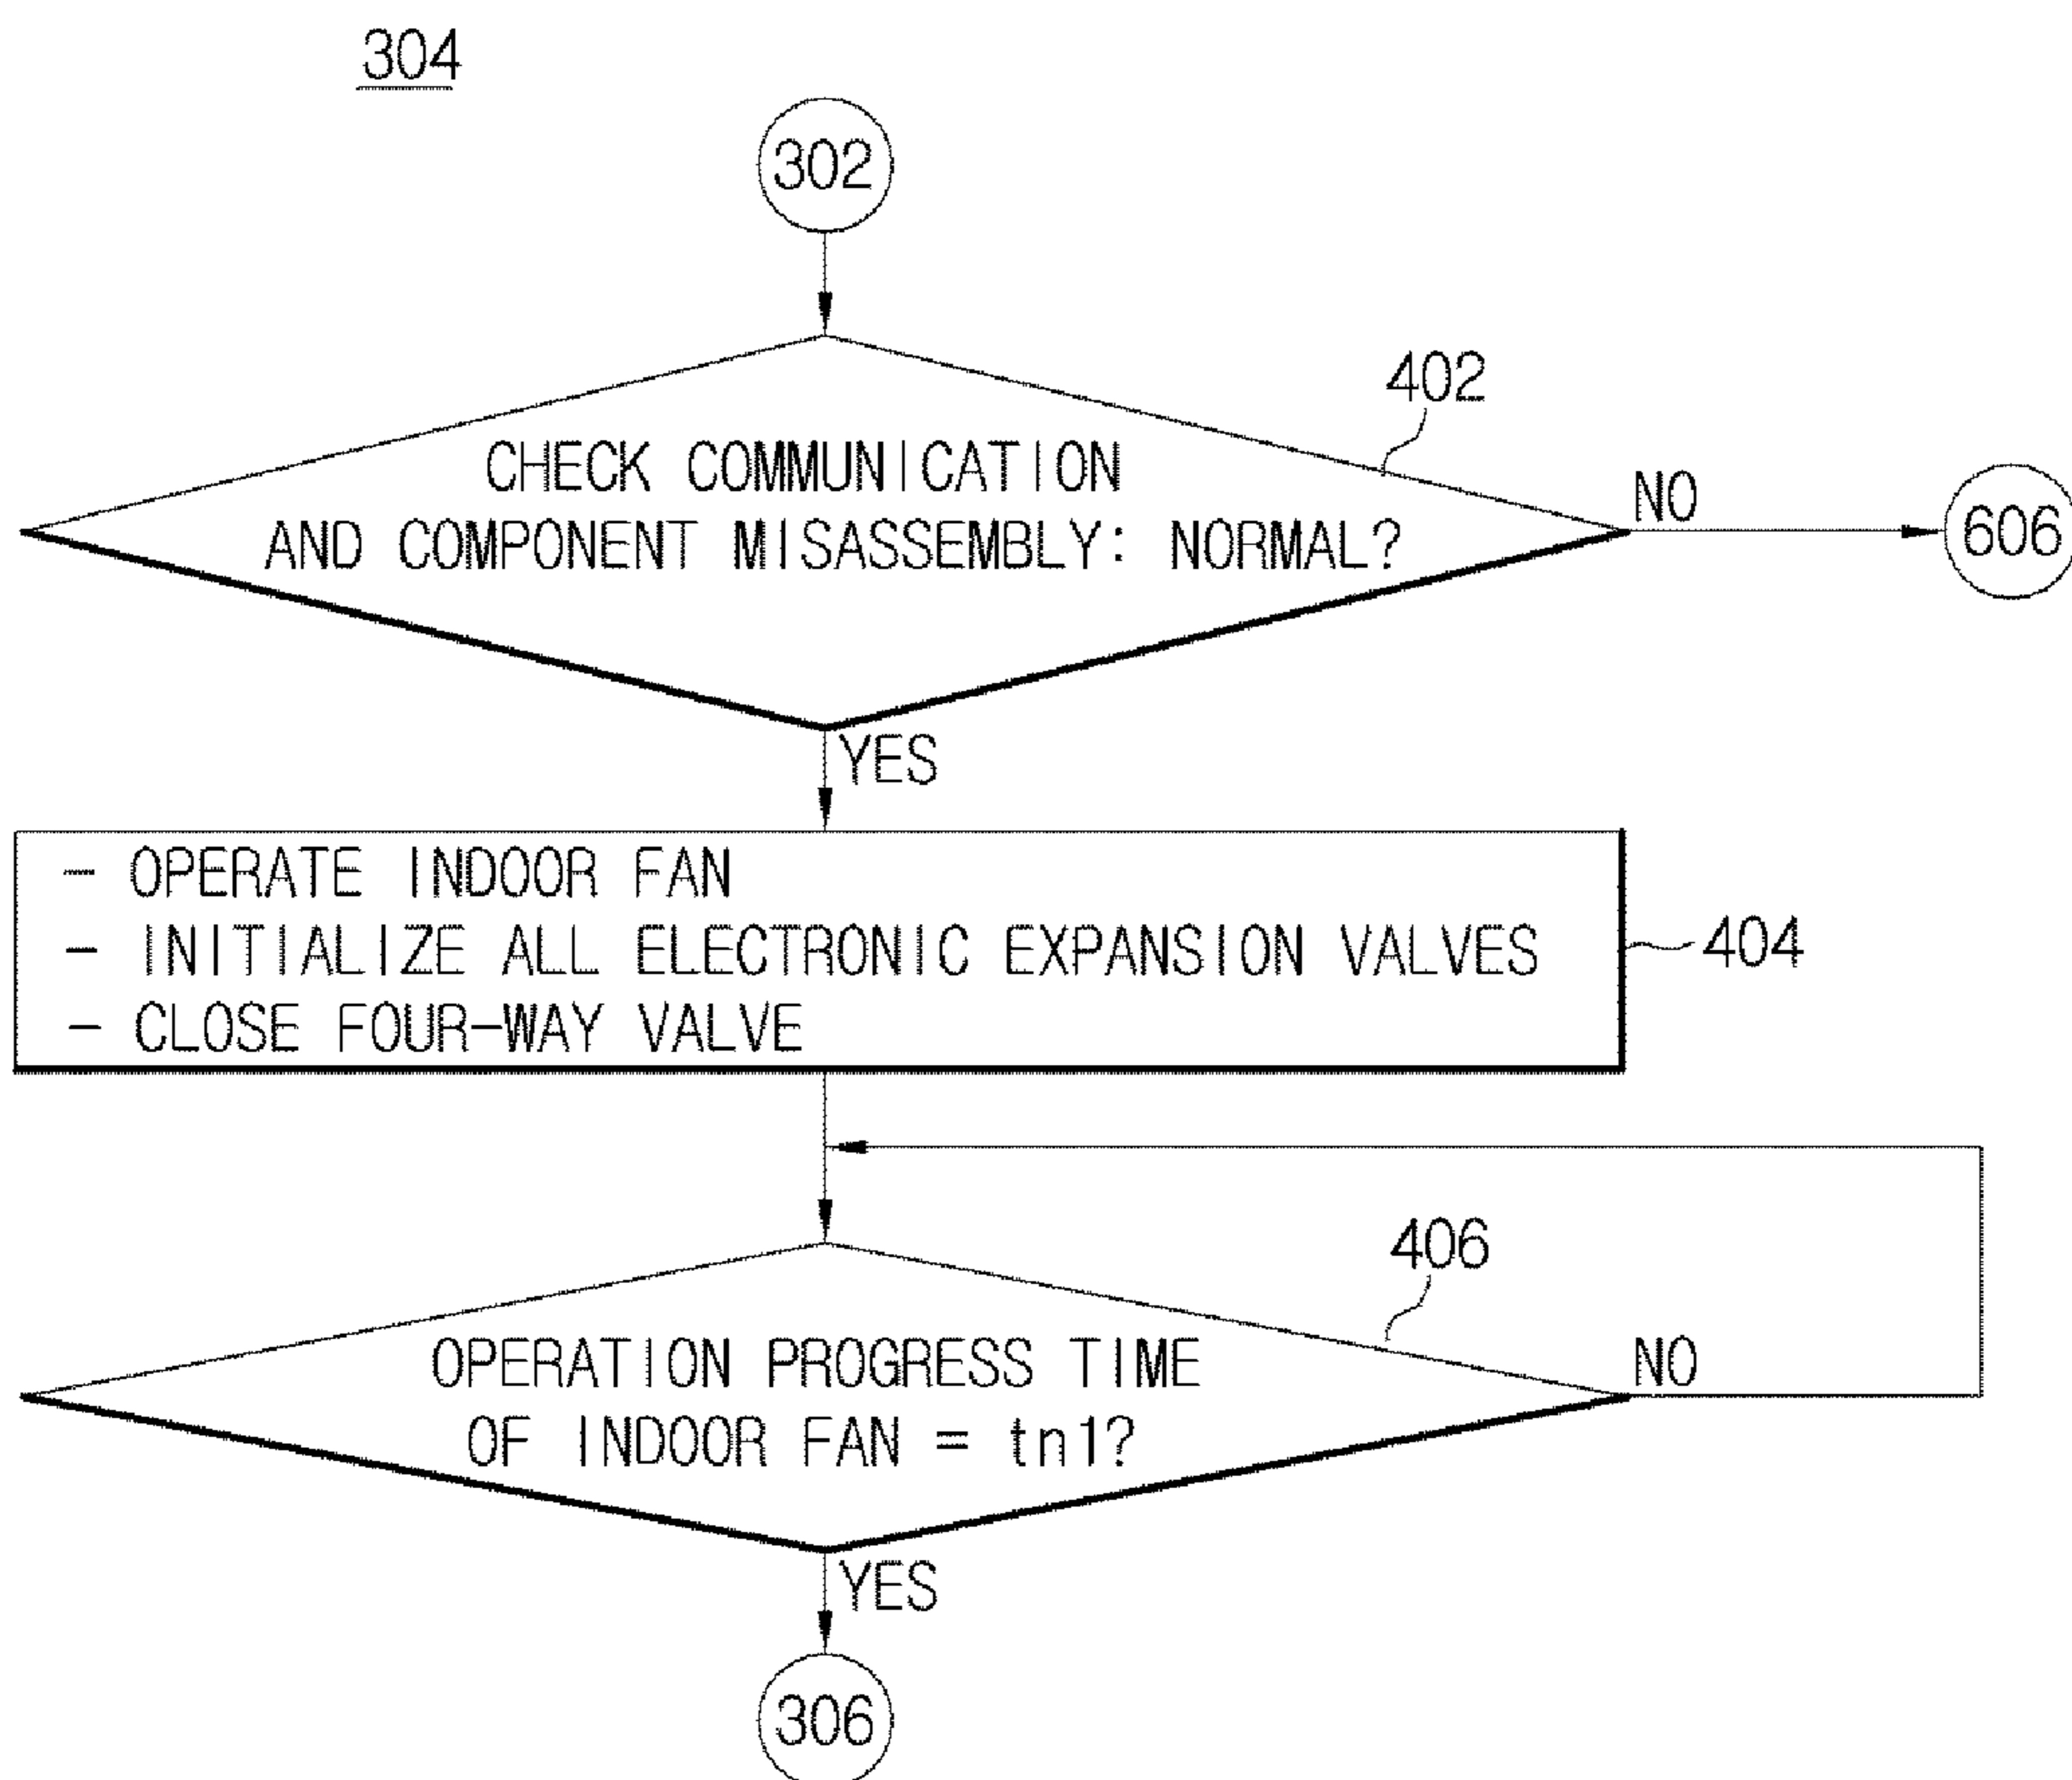 304
302
402
CHECK COMMUNICATION
AND COMPONENT MISASSEMBLY: NORMAL?
NO
606
YES
- OPERATE INDOOR FAN
- INITIALIZE ALL ELECTRONIC EXPANSION VALVES
- CLOSE FOUR-WAY VALVE
404
406
OPERATION PROGRESS TIME
OF INDOOR FAN = tn1?
NO
YES
306